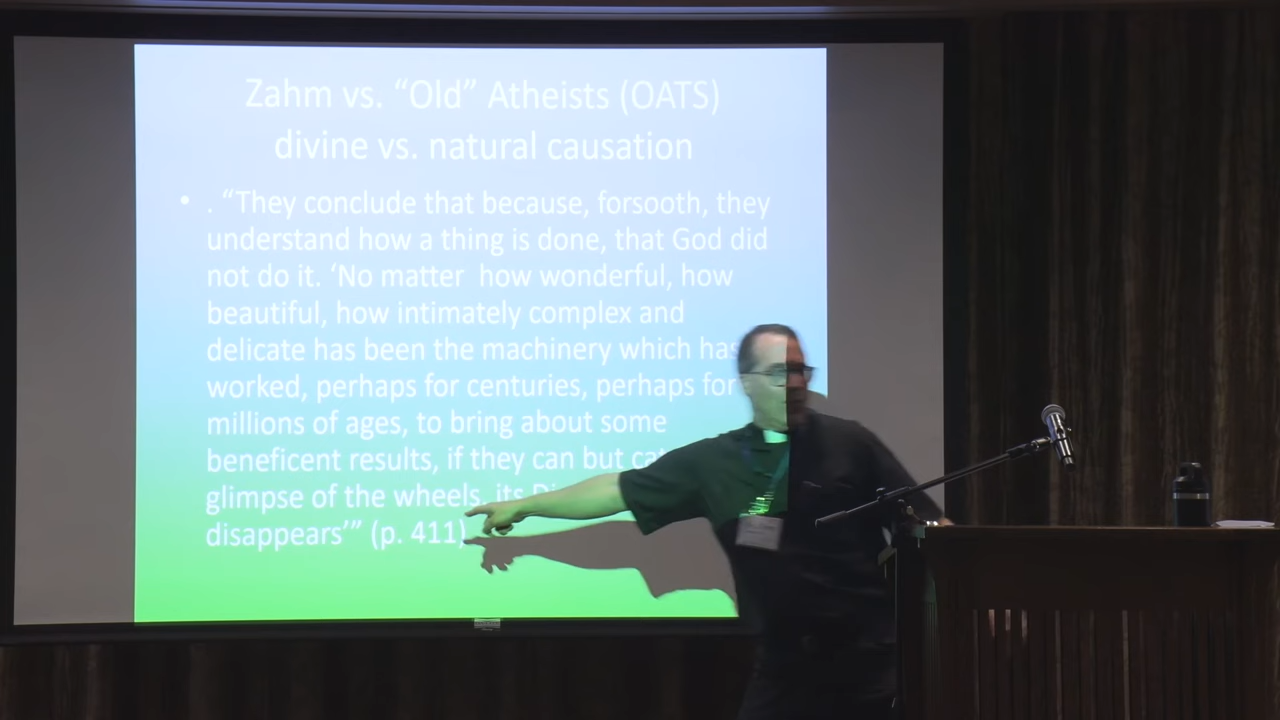 Zahm vs. “Old” Atheists (OATS)
divine vs. natural causation
• . “They conclude that because, forsooth, they
understand how a thing is done, that God did
not do it. ‘No matter how wonderful, how
beautiful, how intimately complex and
delicate has been the machinery which has
worked, perhaps for centuries, perhaps for
millions of ages, to bring about some
beneficent results, if they can but
glimpse of the wheels, its
disappears’” (p. 411)